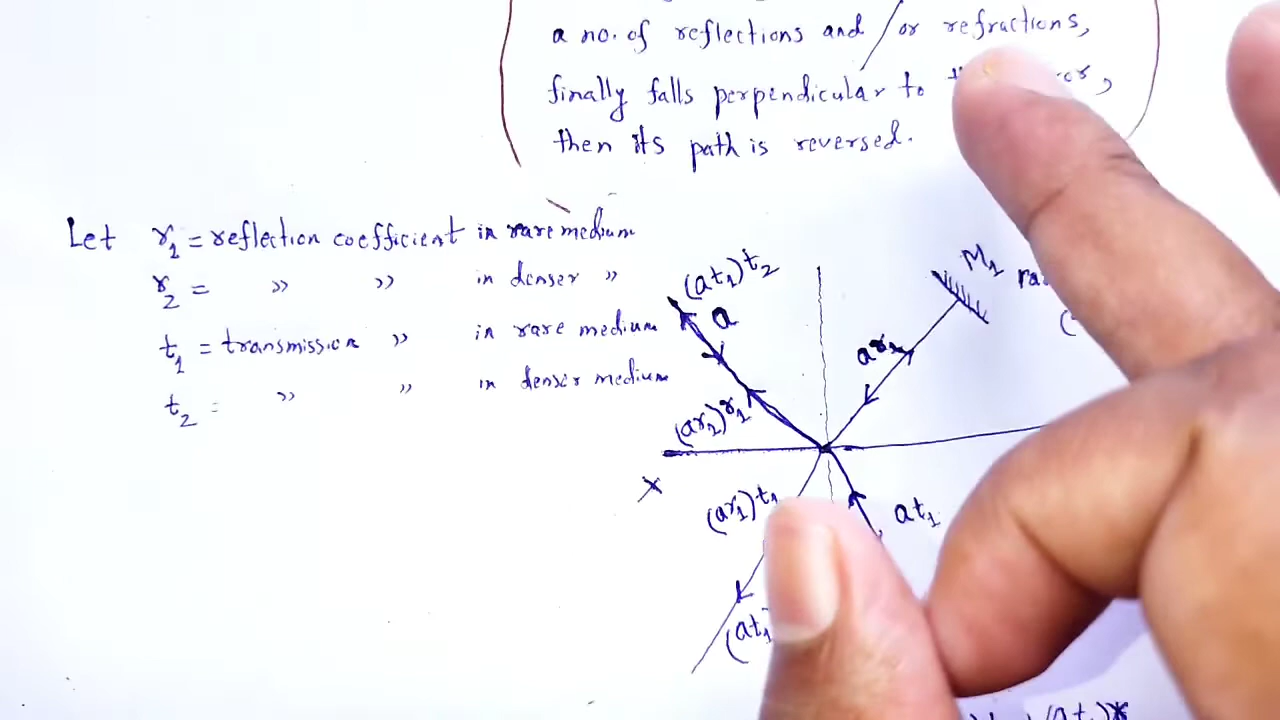 a no. of reflections and / or refractions,
finally falls perpendicular to
then its path is reversed.
Let r₁ = reflection coefficient in rare medium
r₂ = " " in denser "
t₁ = transmission " in rare medium
t₂ = " " in denser medium
(at₁)t₂
a
M₁
ar₁
(ar₁)r₁
X
(ar₁)t₁
at₁
(at₁)